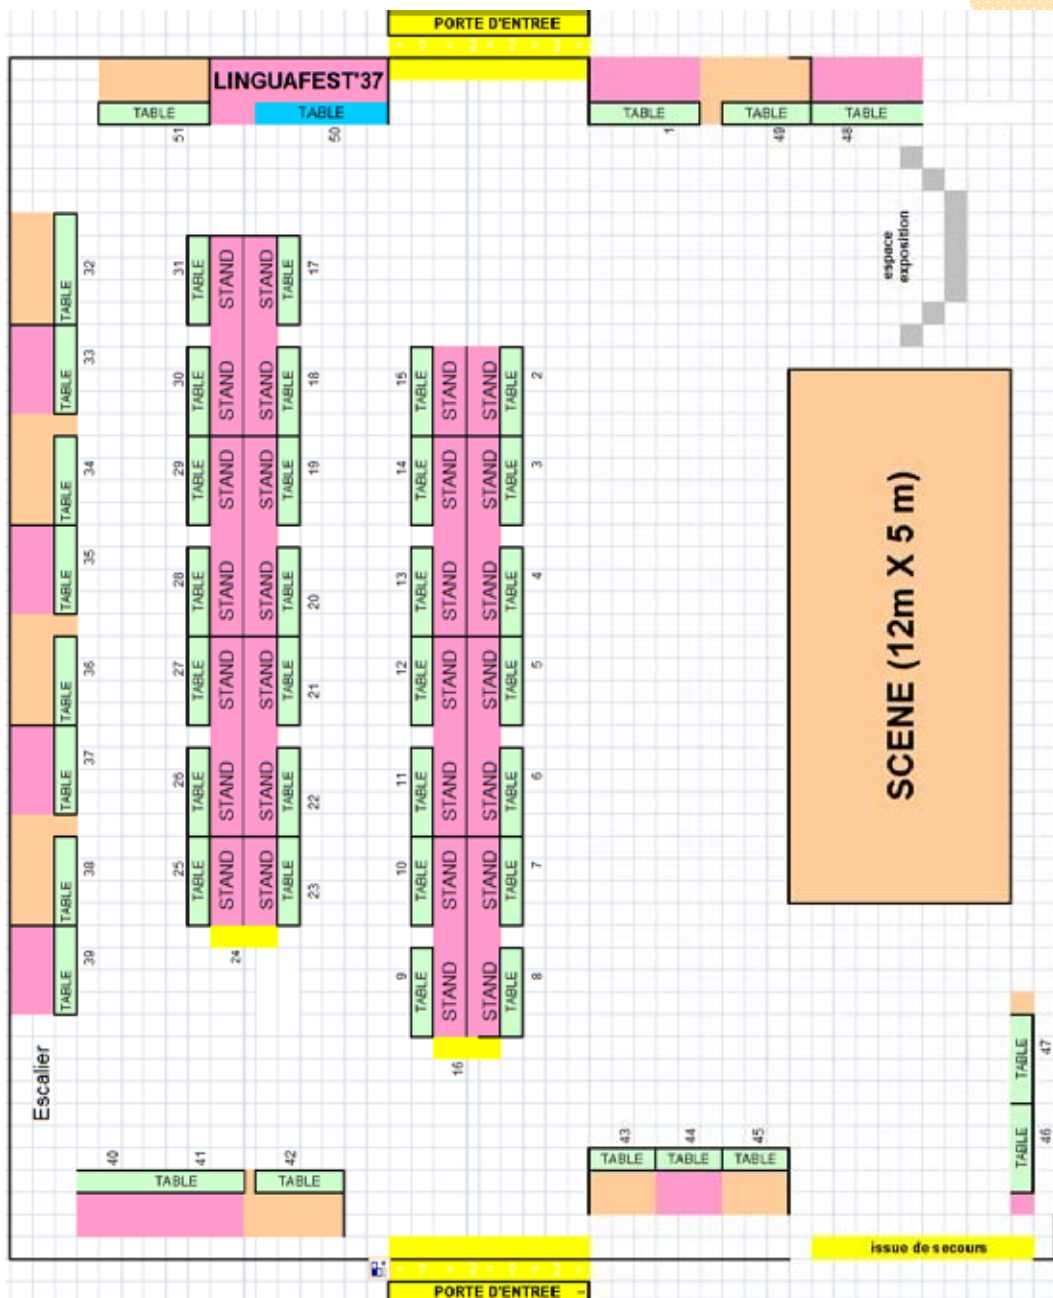 PORTE D'ENTREE
LINGUAFEST'37
TABLE
TABLE
TABLE
TABLE
TABLE
51
50
1
49
48
espace
exposition
TABLE
32
TABLE
33
TABLE
34
TABLE
35
TABLE
36
TABLE
37
TABLE
38
TABLE
39
31
TABLE
STAND
STAND
TABLE
17
30
TABLE
STAND
STAND
TABLE
18
29
TABLE
STAND
STAND
TABLE
19
28
TABLE
STAND
STAND
TABLE
20
27
TABLE
STAND
STAND
TABLE
21
26
TABLE
STAND
STAND
TABLE
22
25
TABLE
STAND
STAND
TABLE
23
24
15
TABLE
STAND
STAND
TABLE
2
14
TABLE
STAND
STAND
TABLE
3
13
TABLE
STAND
STAND
TABLE
4
12
TABLE
STAND
STAND
TABLE
5
11
TABLE
STAND
STAND
TABLE
6
10
TABLE
STAND
STAND
TABLE
7
9
TABLE
STAND
STAND
TABLE
8
16
SCENE (12m X 5 m)
Escalier
40
41
42
TABLE
TABLE
43
44
45
TABLE
TABLE
TABLE
TABLE
47
TABLE
46
issue de secours
PORTE D'ENTREE